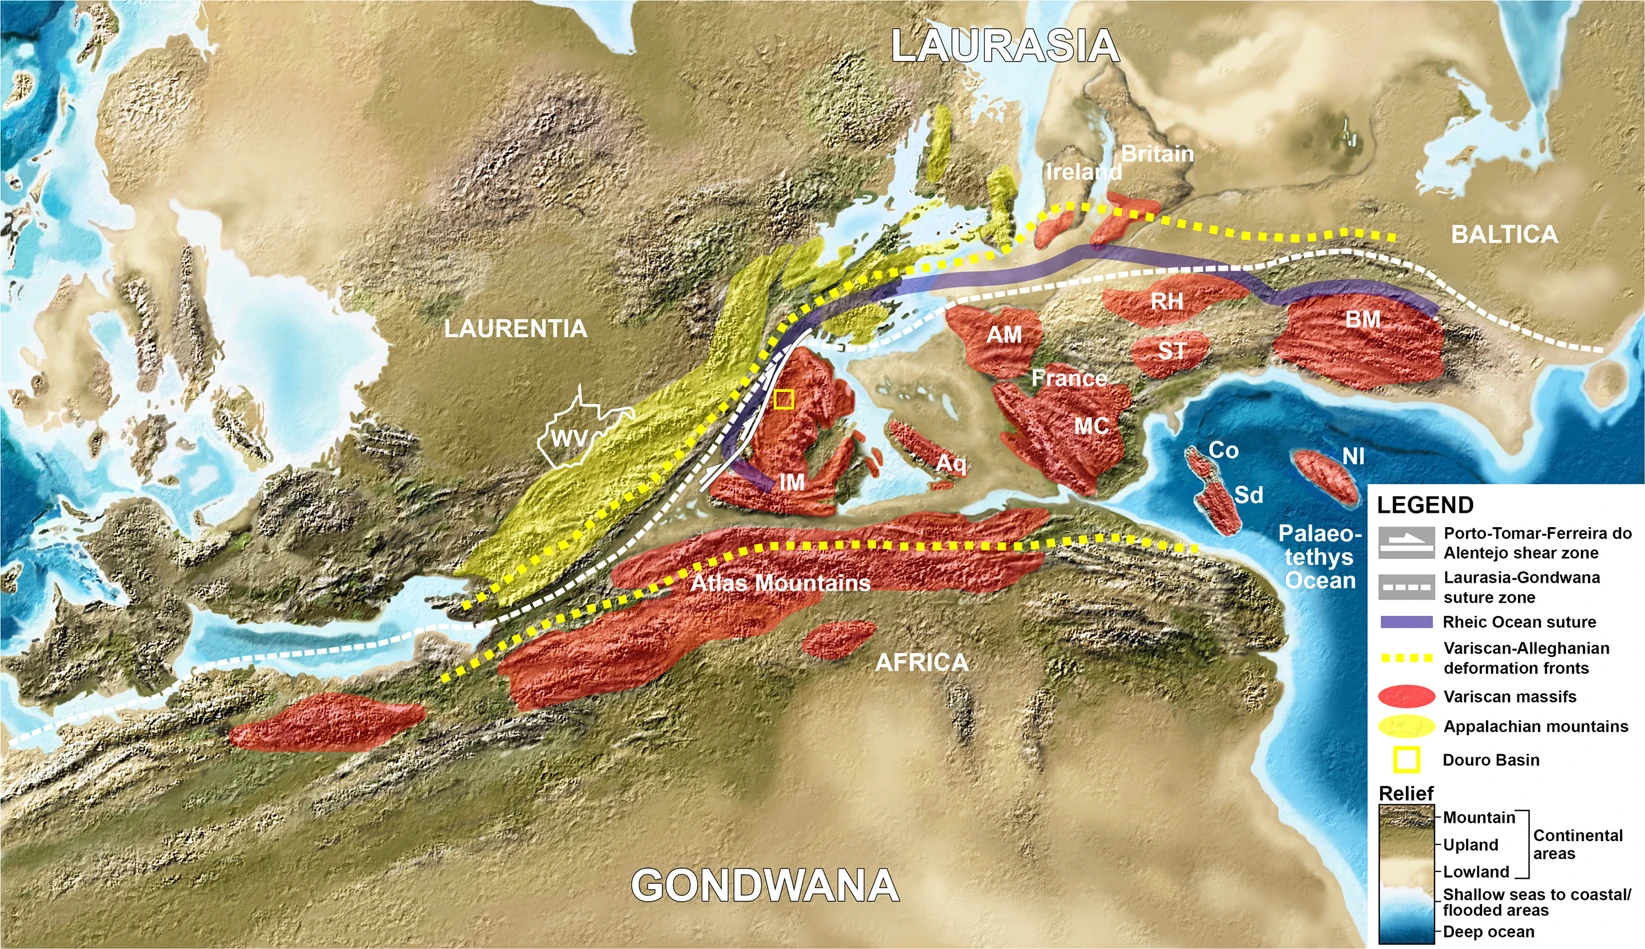 LAURASIA
Britain
Ireland
BALTICA
LAURENTIA
RH
BM
AM
ST
France
WV
MC
Co
Nl
Aq
IM
Sd
Palaeo-
tethys
Ocean
Atlas Mountains
AFRICA
GONDWANA
LEGEND
Porto-Tomar-Ferreira do
Alentejo shear zone
Laurasia-Gondwana
suture zone
Rheic Ocean suture
Variscan-Alleghanian
deformation fronts
Variscan massifs
Appalachian mountains
Douro Basin
Relief
Mountain
Upland
Lowland
Continental
areas
Shallow seas to coastal/
flooded areas
Deep ocean